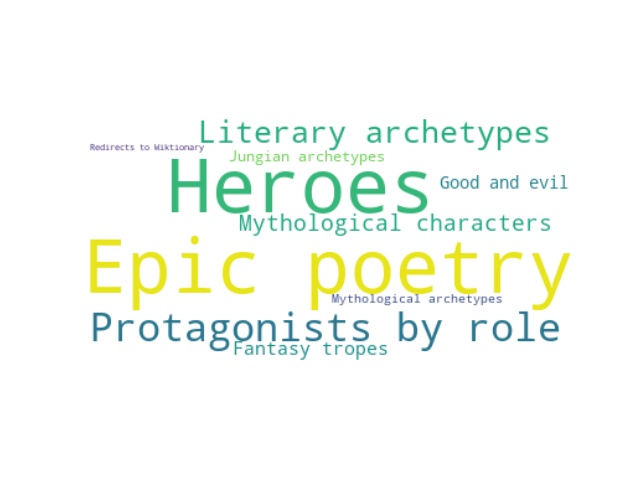 Literary archetypes
Redirects to Wiktionary
Jungian archetypes
Heroes
Good and evil
Mythological characters
Epic poetry
Mythological archetypes
Protagonists by role
Fantasy tropes